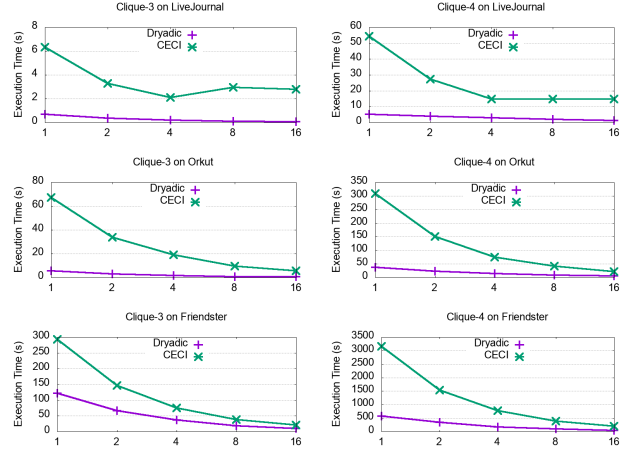 Clique-3 on LiveJournal
Execution Time (s)
8
6
4
2
0
Dryadic
CECI
1 2 4 8 16
Clique-4 on LiveJournal
Execution Time (s)
60
50
40
30
20
10
0
Dryadic
CECI
1 2 4 8 16
Clique-3 on Orkut
Execution Time (s)
80
60
40
20
0
Dryadic
CECI
1 2 4 8 16
Clique-4 on Orkut
Execution Time (s)
350
300
250
200
150
100
50
0
Dryadic
CECI
1 2 4 8 16
Clique-3 on Friendster
Execution Time (s)
300
250
200
150
100
50
0
Dryadic
CECI
1 2 4 8 16
Clique-4 on Friendster
Execution Time (s)
3500
3000
2500
2000
1500
1000
500
0
Dryadic
CECI
1 2 4 8 16